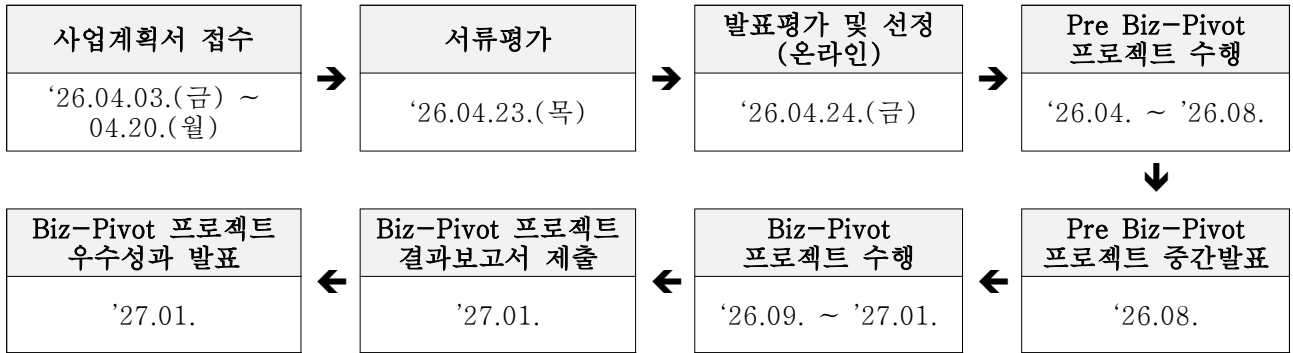 사업계획서 접수
‘26.04.03.(금) ~
04.20.(월)
➔
서류평가
‘26.04.23.(목)
➔
발표평가 및 선정
(온라인)
‘26.04.24.(금)
➔
Pre Biz-Pivot
프로젝트 수행
‘26.04. ~ ’26.08.
🡻
Pre Biz-Pivot
프로젝트 중간발표
‘26.08.
🡸
Biz-Pivot
프로젝트 수행
‘26.09. ~ ’27.01.
🡸
Biz-Pivot 프로젝트
결과보고서 제출
’27.01.
🡸
Biz-Pivot 프로젝트
우수성과 발표
’27.01.